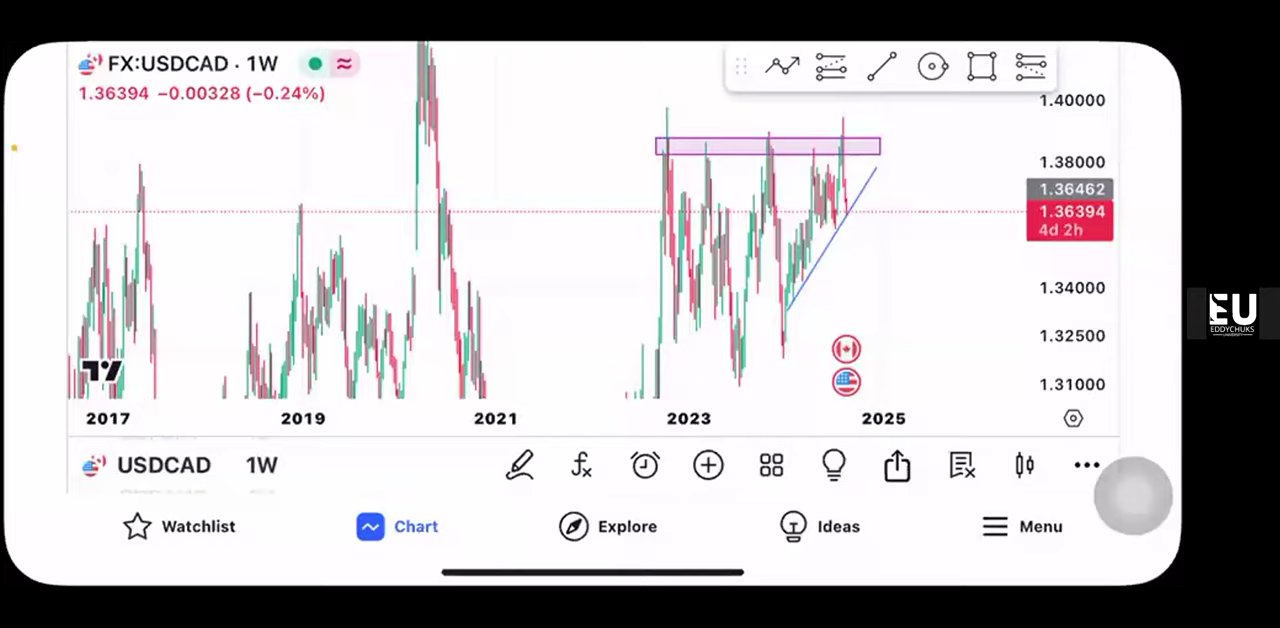 FX:USDCAD · 1W
1.36394 −0.00328 (−0.24%)
1.40000
1.38000
1.36462
1.36394
4d 2h
1.34000
1.32500
1.31000
2017 2019 2021 2023 2025
USDCAD 1W
Watchlist Chart Explore Ideas Menu
EU
EDDYCHUKS
UNIVERSITY